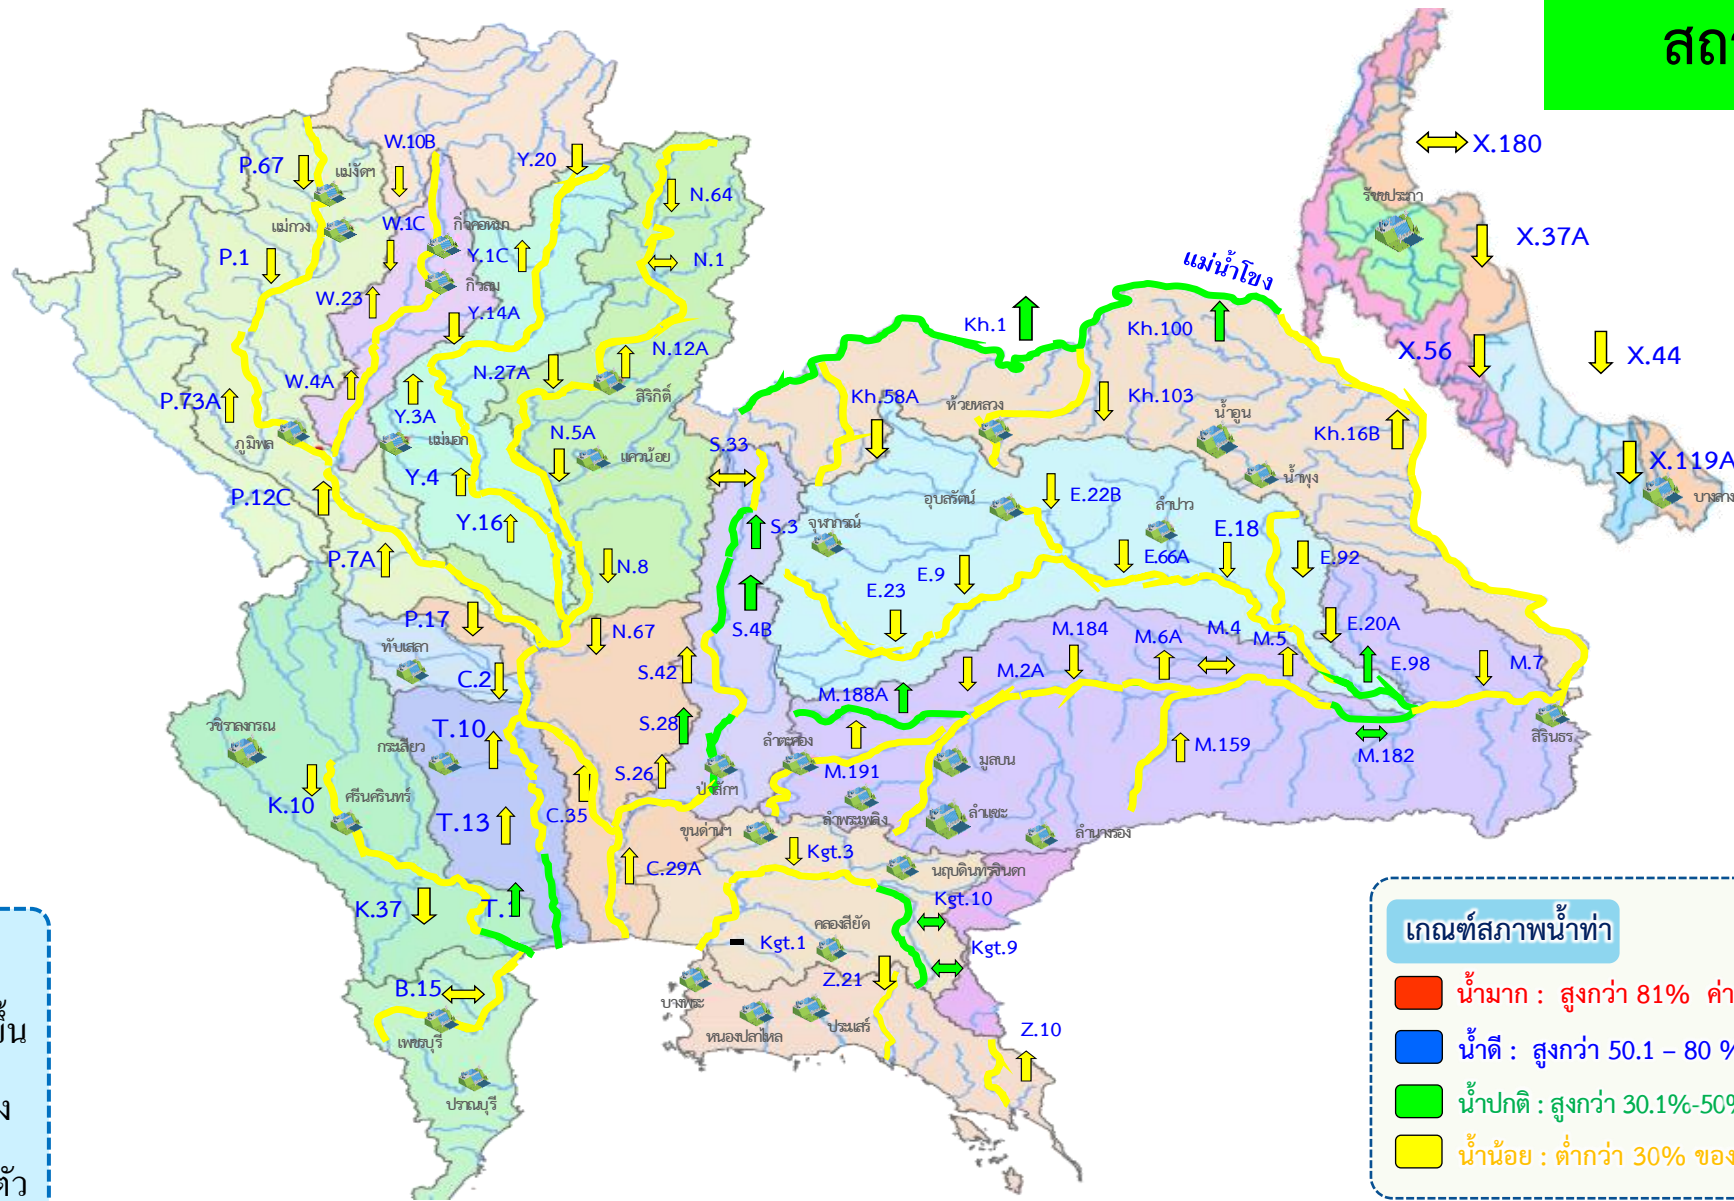 สถ
W.10B
P.67
Y.20
แม่งัดฯ
N.64
X.180
รัชชประภา
แม่กวง
W.1C
กิ่วคอหมา
X.37A
P.1
Y.1C
N.1
แม่น้ำโขง
กิ่วลม
W.23
Y.14A
Kh.1
Kh.100
N.12A
X.56
X.44
N.27A
W.4A
สิริกิติ์
Kh.58A
Kh.103
P.73A
Y.3A
ห้วยหลวง
น้ำอูน
ภูมิพล
แม่มอก
N.5A
แควน้อย
S.33
Kh.16B
X.119A
บางลาง
P.12C
Y.4
น้ำพุง
อุบลรัตน์
E.22B
ลำปาว
Y.16
S.3
จุฬาภรณ์
E.18
P.7A
N.8
E.9
E.66A
E.92
E.23
P.17
N.67
S.4B
M.184
M.6A
M.4
M.5
E.20A
ทับเสลา
C.2
S.42
M.2A
E.98
M.7
M.188A
วชิราลงกรณ
T.10
S.28
กระเสียว
ลำตะคอง
M.159
สิรินธร
K.10
ศรีนครินทร์
S.26
ป่าสักฯ
M.191
มูลบน
M.182
T.13
C.35
ขุนด่านฯ
ลำพระเพลิง
ลำแชะ
ลำนางรอง
C.29A
Kgt.3
นฤบดินทรจินดา
K.37
T.1
Kgt.10
คลองสียัด
เกณฑ์สภาพน้ำท่า
Kgt.1
Kgt.9
B.15
Z.21
บางพระ
น้ำมาก : สูงกว่า 81% ค่า
ขึ้น
เพชรบุรี
หนองปลาไหล
ประแสร์
Z.10
น้ำดี : สูงกว่า 50.1 – 80 %
ง
ปราณบุรี
น้ำปกติ : สูงกว่า 30.1%-50%
น้ำน้อย : ต่ำกว่า 30% ของ
ตัว